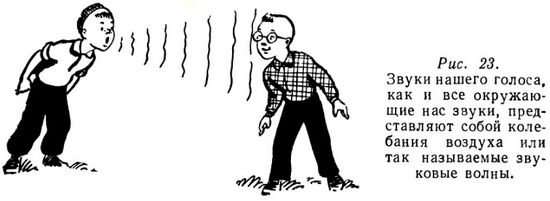 Рис. 23.
Звуки нашего голоса,
как и все окружаю-
щие нас звуки, пред-
ставляют собой коле-
бания воздуха или
так называемые зву-
ковые волны.